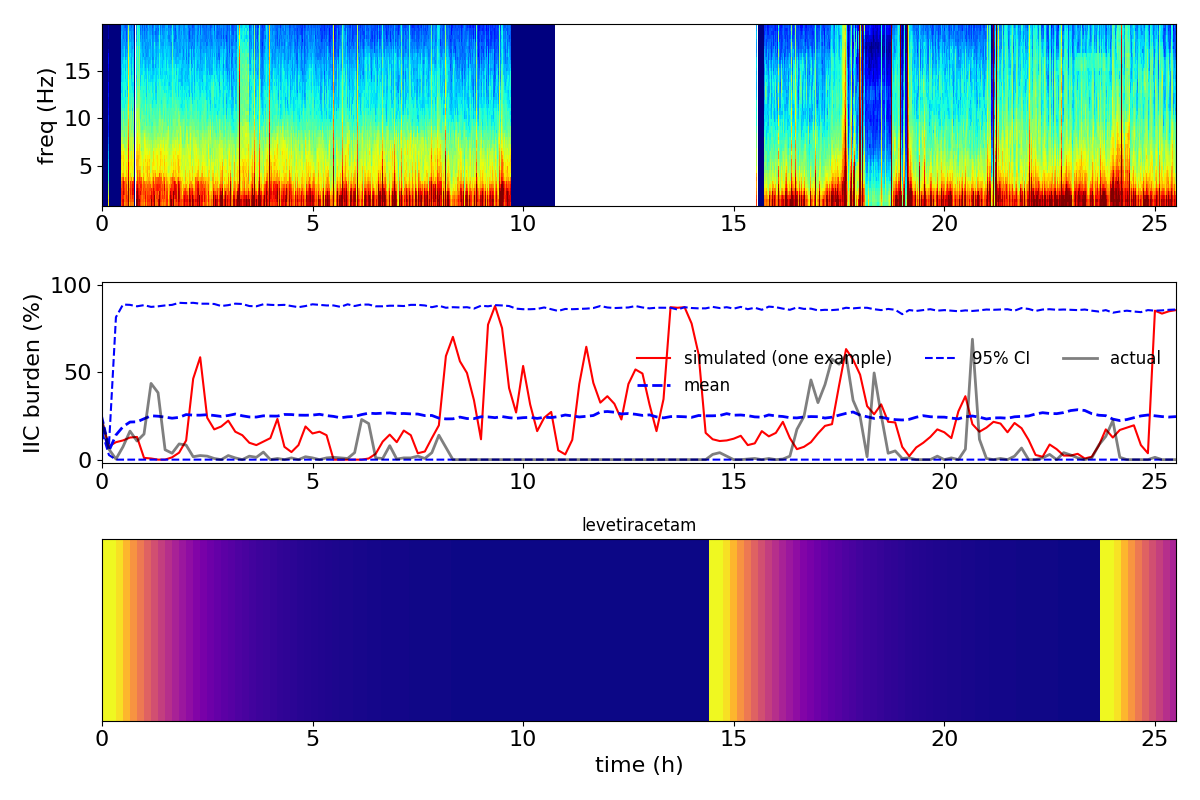 freq (Hz)
15
10
5
0 5 10 15 20 25
IIC burden (%)
100
50
0
simulated (one example) 95% CI actual
mean
0 5 10 15 20 25
levetiracetam
0 5 10 15 20 25
time (h)